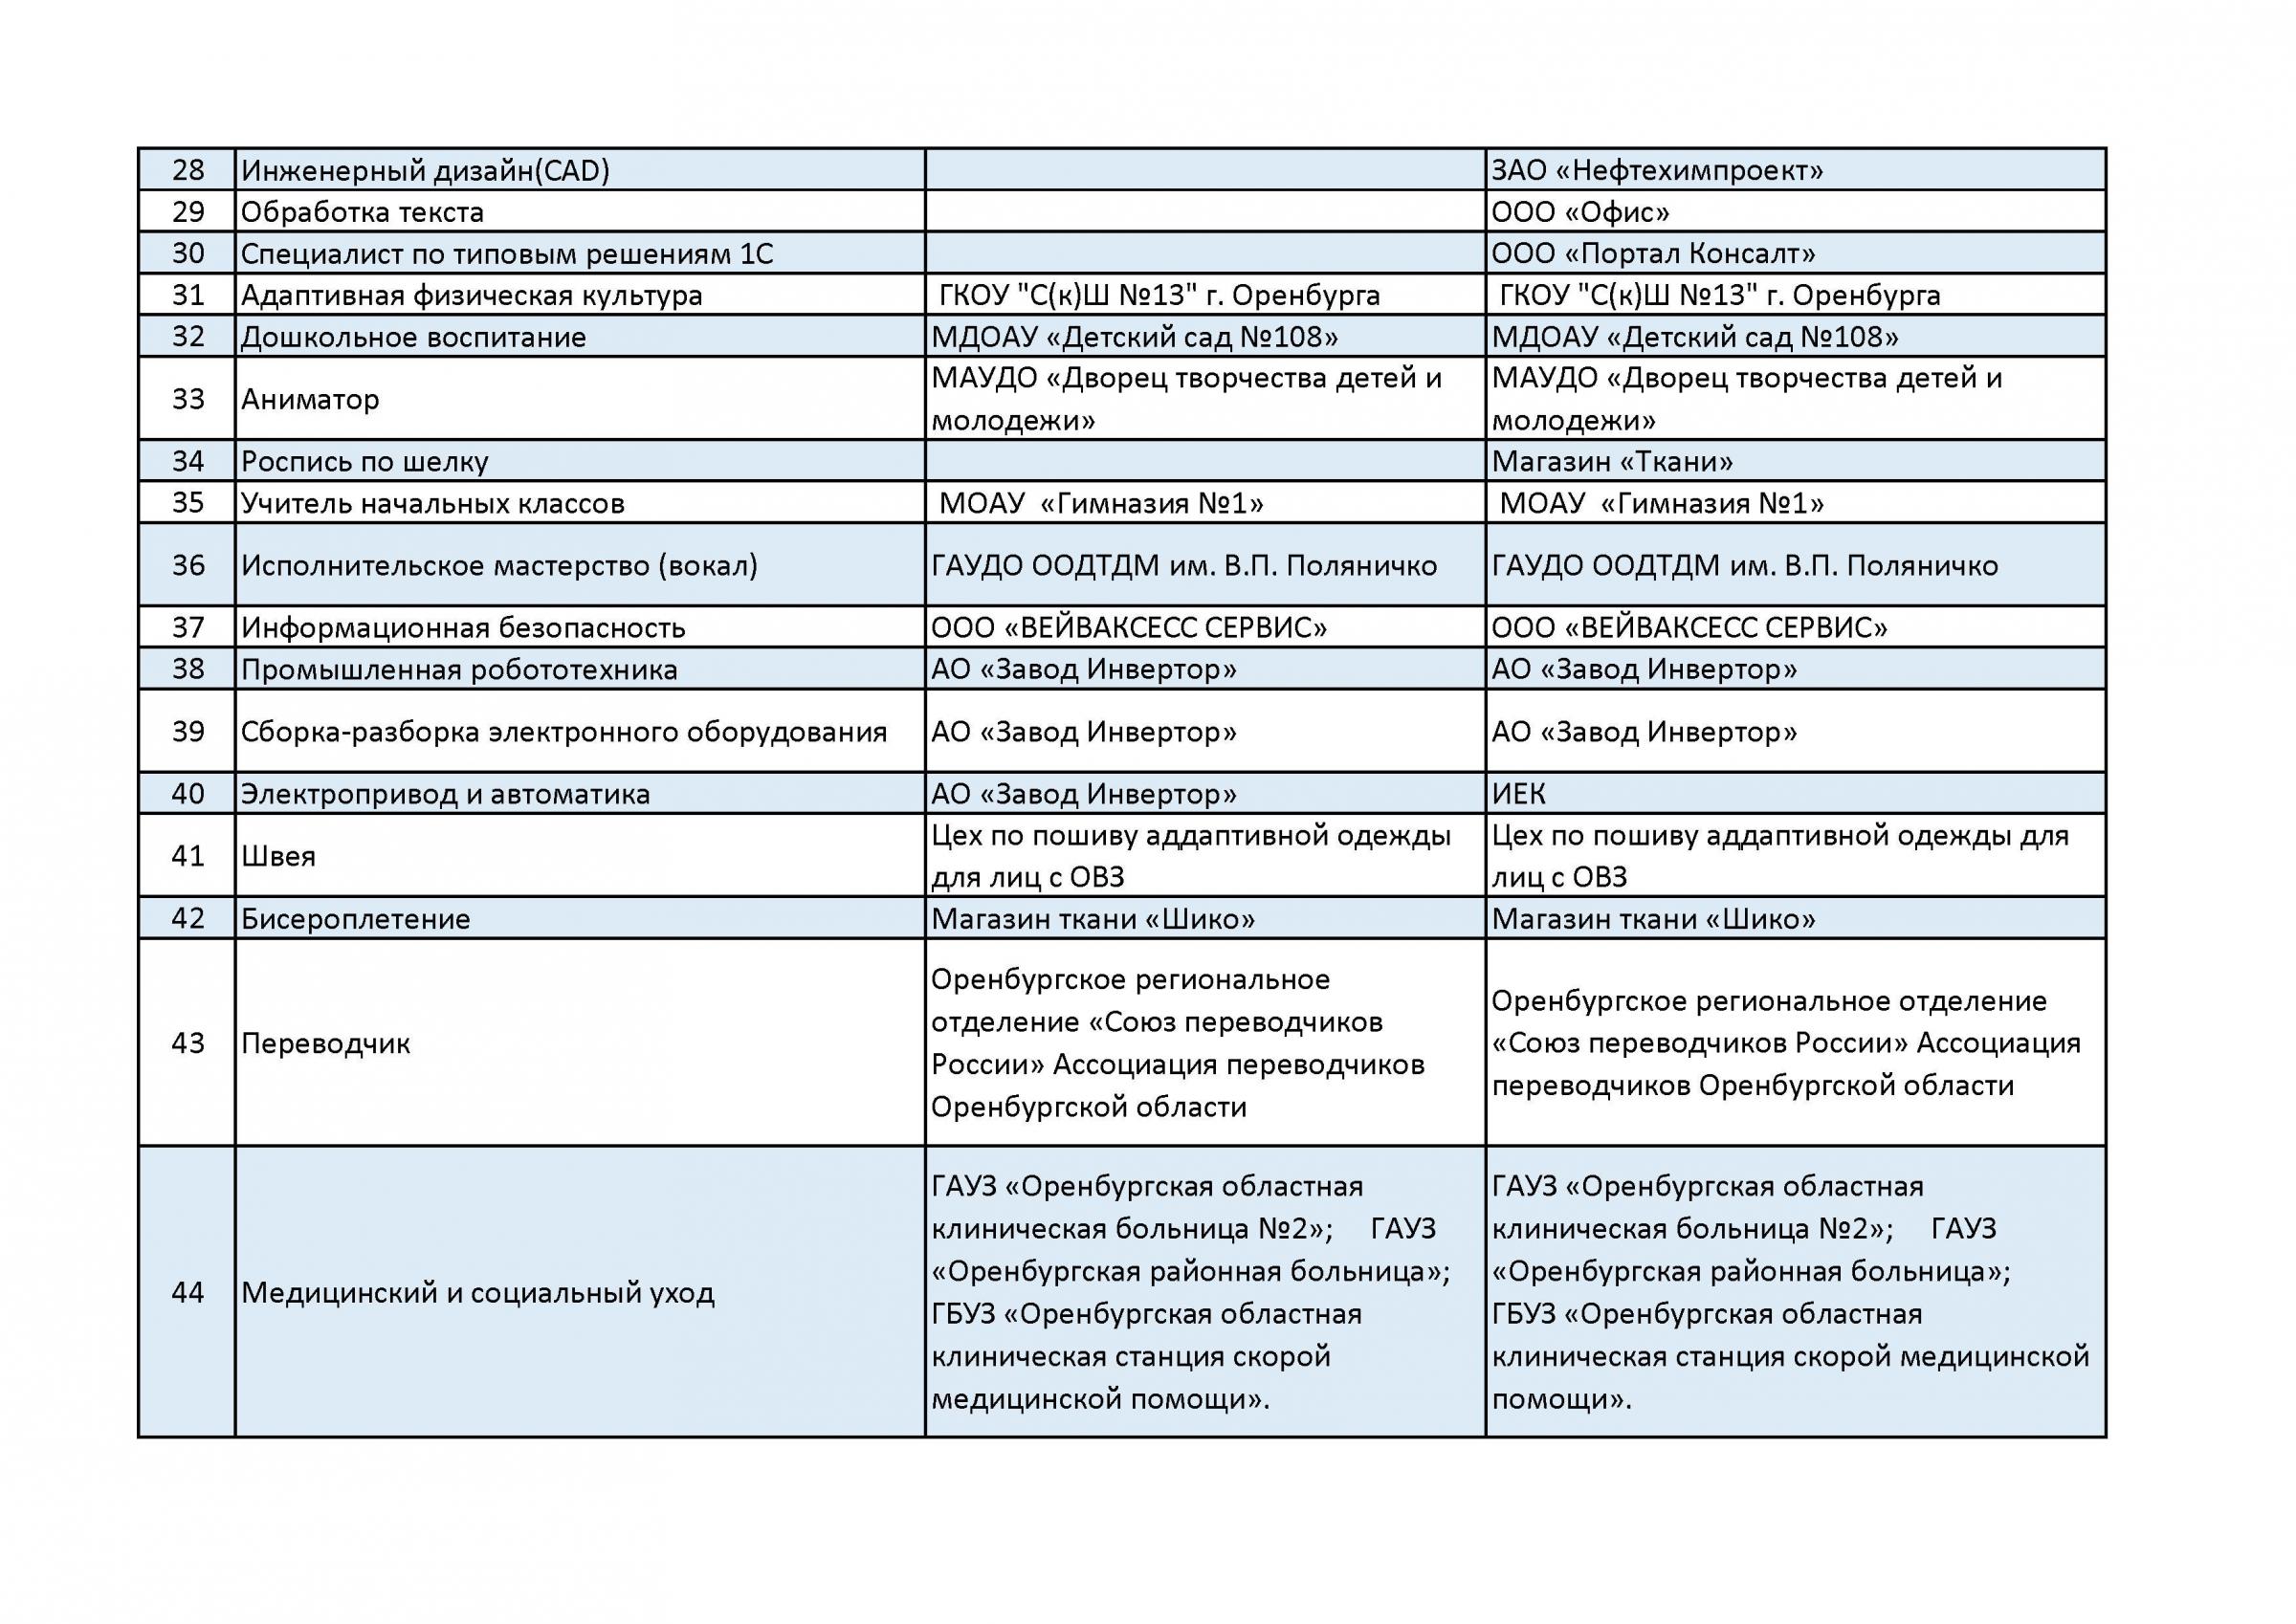 28 Инженерный дизайн(CAD) ЗАО «Нефтехимпроект»
29 Обработка текста ООО «Офис»
30 Специалист по типовым решениям 1С ООО «Портал Консалт»
31 Адаптивная физическая культура ГКОУ "С(к)Ш №13" г. Оренбурга ГКОУ "С(к)Ш №13" г. Оренбурга
32 Дошкольное воспитание МДОАУ «Детский сад №108» МДОАУ «Детский сад №108»
33 Аниматор
МАУДО «Дворец творчества детей и
молодежи»
МАУДО «Дворец творчества детей и
молодежи»
34 Роспись по шелку Магазин «Ткани»
35 Учитель начальных классов МОАУ «Гимназия №1» МОАУ «Гимназия №1»
36 Исполнительское мастерство (вокал) ГАУДО ООДТДМ им. В.П. Поляничко ГАУДО ООДТДМ им. В.П. Поляничко
37 Информационная безопасность ООО «ВЕЙВАКСЕСС СЕРВИС» ООО «ВЕЙВАКСЕСС СЕРВИС»
38 Промышленная робототехника АО «Завод Инвертор» АО «Завод Инвертор»
39 Сборка-разборка электронного оборудования АО «Завод Инвертор» АО «Завод Инвертор»
40 Электропривод и автоматика АО «Завод Инвертор» ИЕК
41 Швея
Цех по пошиву аддаптивной одежды
для лиц с ОВЗ
Цех по пошиву аддаптивной одежды для
лиц с ОВЗ
42 Бисероплетение Магазин ткани «Шико» Магазин ткани «Шико»
43 Переводчик
Оренбургское региональное
отделение «Союз переводчиков
России» Ассоциация переводчиков
Оренбургской области
Оренбургское региональное отделение
«Союз переводчиков России» Ассоциация
переводчиков Оренбургской области
44 Медицинский и социальный уход
ГАУЗ «Оренбургская областная
клиническая больница №2»; ГАУЗ
«Оренбургская районная больница»;
ГБУЗ «Оренбургская областная
клиническая станция скорой
медицинской помощи».
ГАУЗ «Оренбургская областная
клиническая больница №2»; ГАУЗ
«Оренбургская районная больница»;
ГБУЗ «Оренбургская областная
клиническая станция скорой медицинской
помощи».